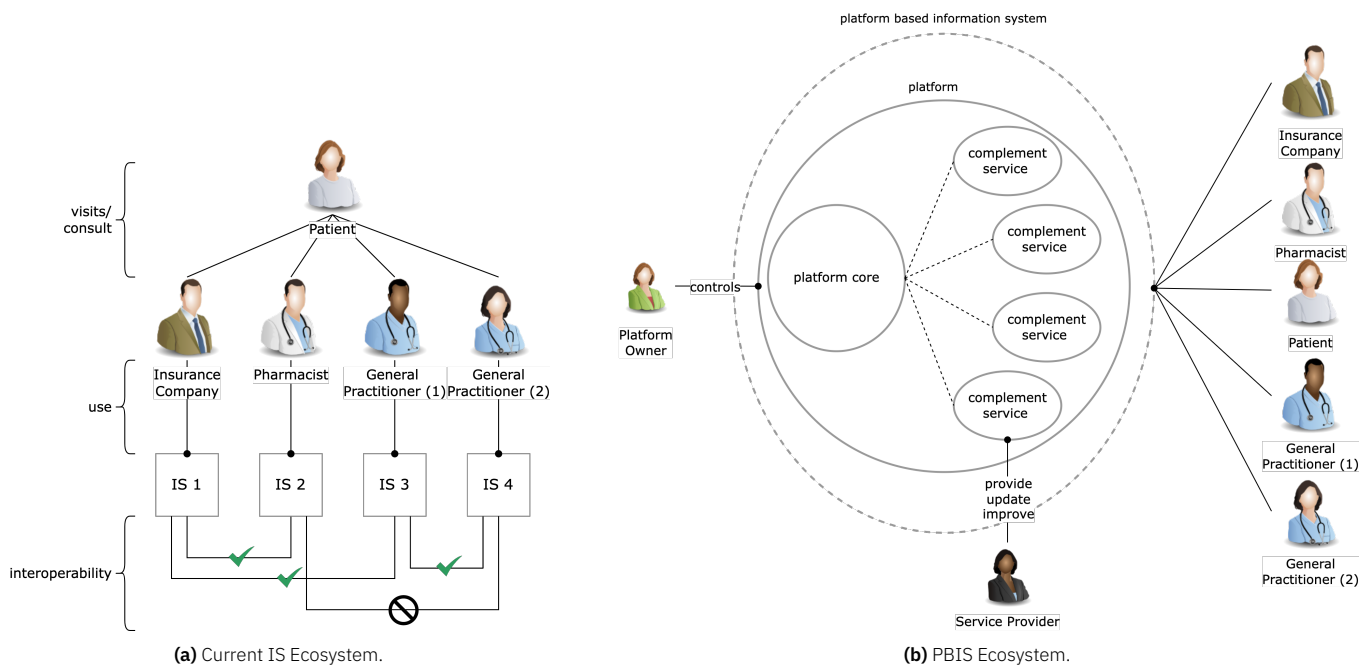 visits/
consult
Patient
Insurance
Company
Pharmacist
General
Practitioner (1)
General
Practitioner (2)
use
IS 1
IS 2
IS 3
IS 4
interoperability
(a) Current IS Ecosystem.
platform based information system
platform
complement
service
complement
service
platform core
complement
service
complement
service
controls
Platform
Owner
provide
update
improve
Service Provider
Insurance
Company
Pharmacist
Patient
General
Practitioner (1)
General
Practitioner (2)
(b) PBIS Ecosystem.